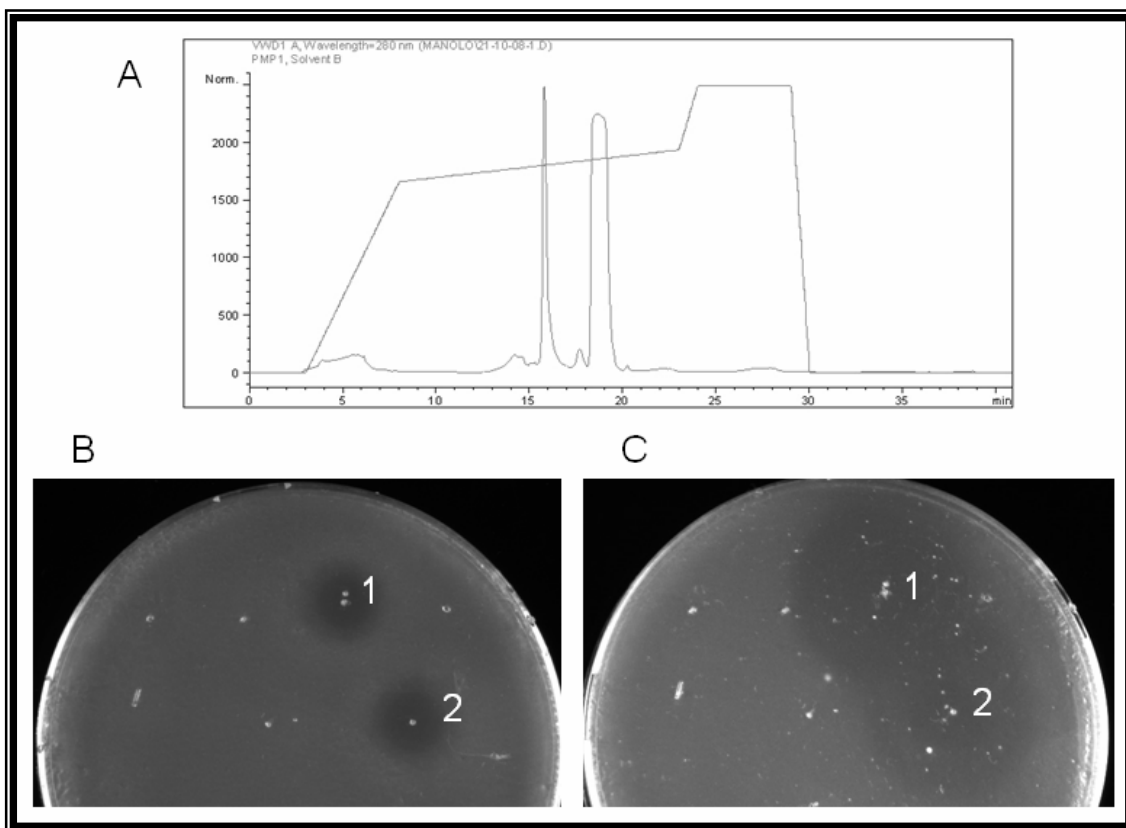 A
VWD1 A, Wavelength=280 nm (MANOLO\21-10-08-1.D)
PMP1, Solvent B
Norm.
2000
1500
1000
500
0
0 5 10 15 20 25 30 35 min
B C
1
2
1
2